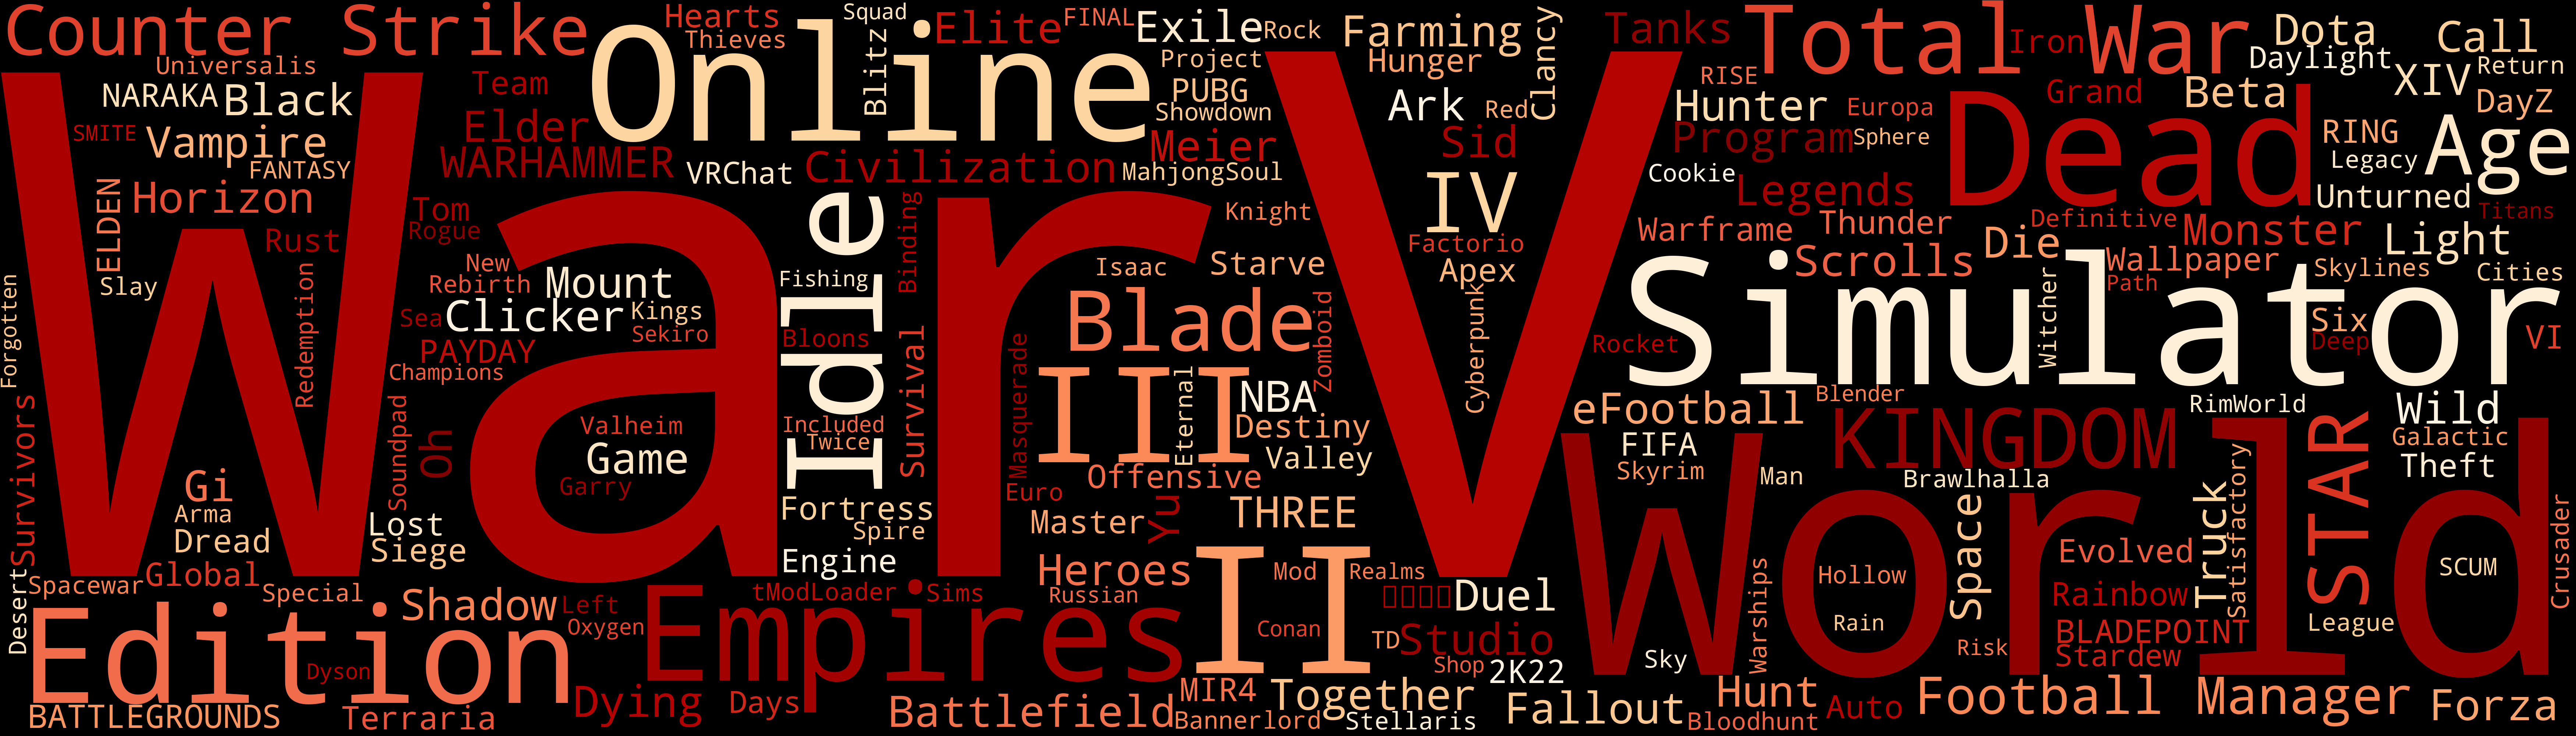 Counter Strike
Online
Hearts
Thieves
Squad
Blitz
Elite
FINAL
Exile
Rock
Project
PUBG
Showdown
Farming
Hunger
Clancy
Tanks
RISE
Total War
Iron
Dota
Daylight
Call
Return
XIV
DayZ
Universalis
NARAKA
Black
Team
Ark
Red
Hunter
Europa
Grand
Beta
SMITE
Vampire
FANTASY
Elder
WARHAMMER
VRChat
Civilization
Meier
MahjongSoul
Sid
Program
Sphere
Dead
RING
Legacy
Age
ELDEN
Horizon
Rust
Tom
Rogue
War
Idle
Binding
Knight
V
IV
Cookie
Legends
Unturned
Titans
Warframe
Thunder
Definitive
Monster
Factorio
Scrolls
Die
Light
Slay
Redemption
New
Rebirth
Mount
Fishing
Isaac
Starve
Apex
Wallpaper
Path
Skylines
Cities
Forgotten
Sea
Clicker
Kings
Sekiro
PAYDAY
Champions
Bloons
Blade
Zomboid
Cyberpunk
Rocket
Simulator
Witcher
Six
Deep
VI
Survivors
Soundpad
Oh
Valheim
Game
Garry
Included
Twice
Survival
Masquerade
III
Eternal
NBA
Destiny
Valley
Offensive
eFootball
Blender
KINGDOM
RimWorld
Wild
FIFA
Skyrim
Man
Brawlhalla
STAR
Galactic
Theft
Gi
Arma
Dread
Lost
Siege
Fortress
Spire
Engine
Euro
Master
Yu
THREE
World
Space
Truck
Satisfactory
Evolved
SCUM
Crusader
Desert
Spacewar
Global
Special
Shadow
Left
Oxygen
Empires
tModLoader
Sims
Heroes
Russian
II
Mod
Realms
Conan
Duel
Studio
TD
Shop
2K22
Sky
Warships
Hollow
Rain
Risk
Rainbow
BLADEPOINT
Stardew
League
Edition
Dyson
BATTLEGROUNDS
Terraria
Dying
Days
Battlefield
MIR4
Bannerlord
Together
Stellaris
Fallout
Hunt
Bloodhunt
Auto
Football
Manager
Forza